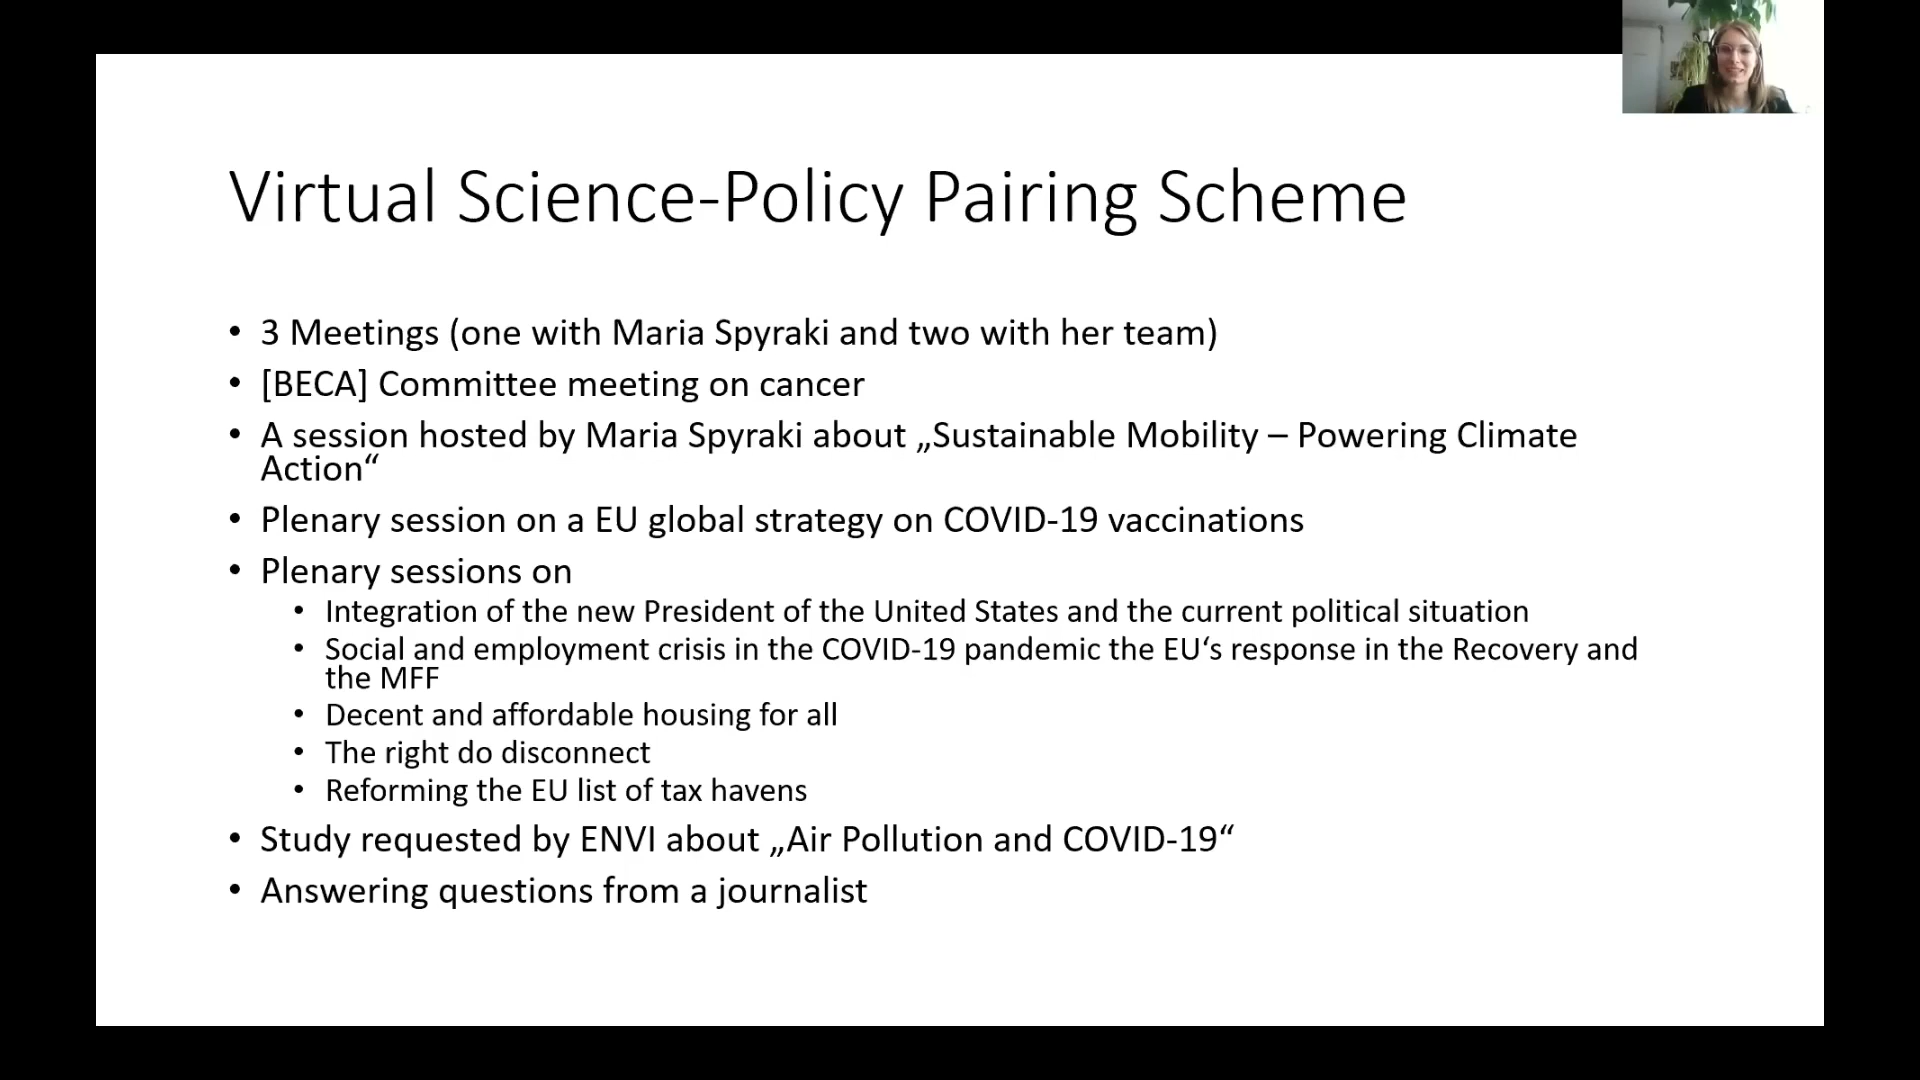 Virtual Science-Policy Pairing Scheme
• 3 Meetings (one with Maria Spyraki and two with her team)
• [BECA] Committee meeting on cancer
• A session hosted by Maria Spyraki about „Sustainable Mobility – Powering Climate
Action“
• Plenary session on a EU global strategy on COVID-19 vaccinations
• Plenary sessions on
• Integration of the new President of the United States and the current political situation
• Social and employment crisis in the COVID-19 pandemic the EU‘s response in the Recovery and
the MFF
• Decent and affordable housing for all
• The right do disconnect
• Reforming the EU list of tax havens
• Study requested by ENVI about „Air Pollution and COVID-19“
• Answering questions from a journalist